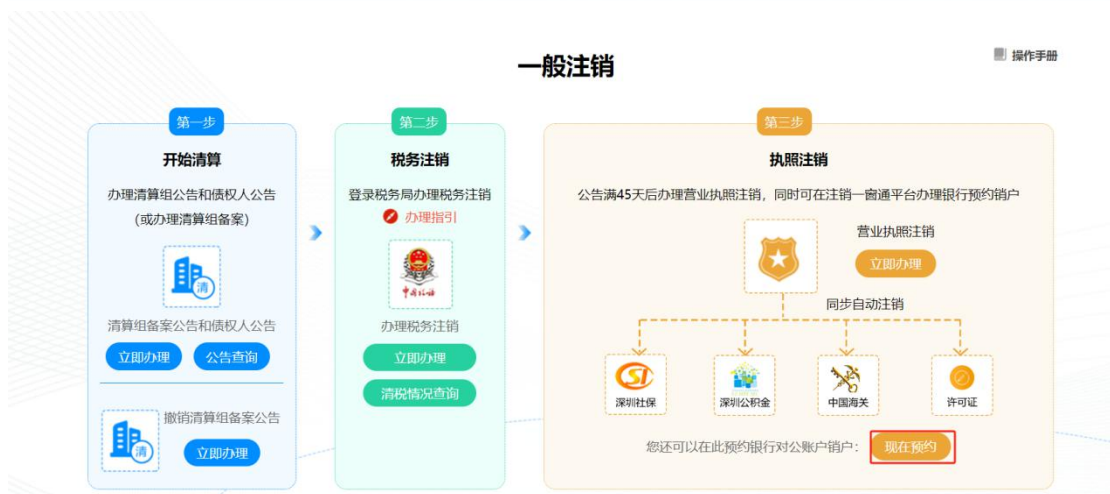 一般注销
操作手册
第一步
开始清算
办理清算组公告和债权人公告
（或办理清算组备案）
清
清算组备案公告和债权人公告
立即办理
公告查询
清
撤销清算组备案公告
立即办理
第二步
税务注销
登录税务局办理税务注销
办理指引
中国税务
办理税务注销
立即办理
清税情况查询
第三步
执照注销
公告满45天后办理营业执照注销，同时可在注销一窗通平台办理银行预约销户
营业执照注销
立即办理
同步自动注销
深圳社保
深圳公积金
中国海关
许可证
您还可以在此预约银行对公账户销户：
现在预约